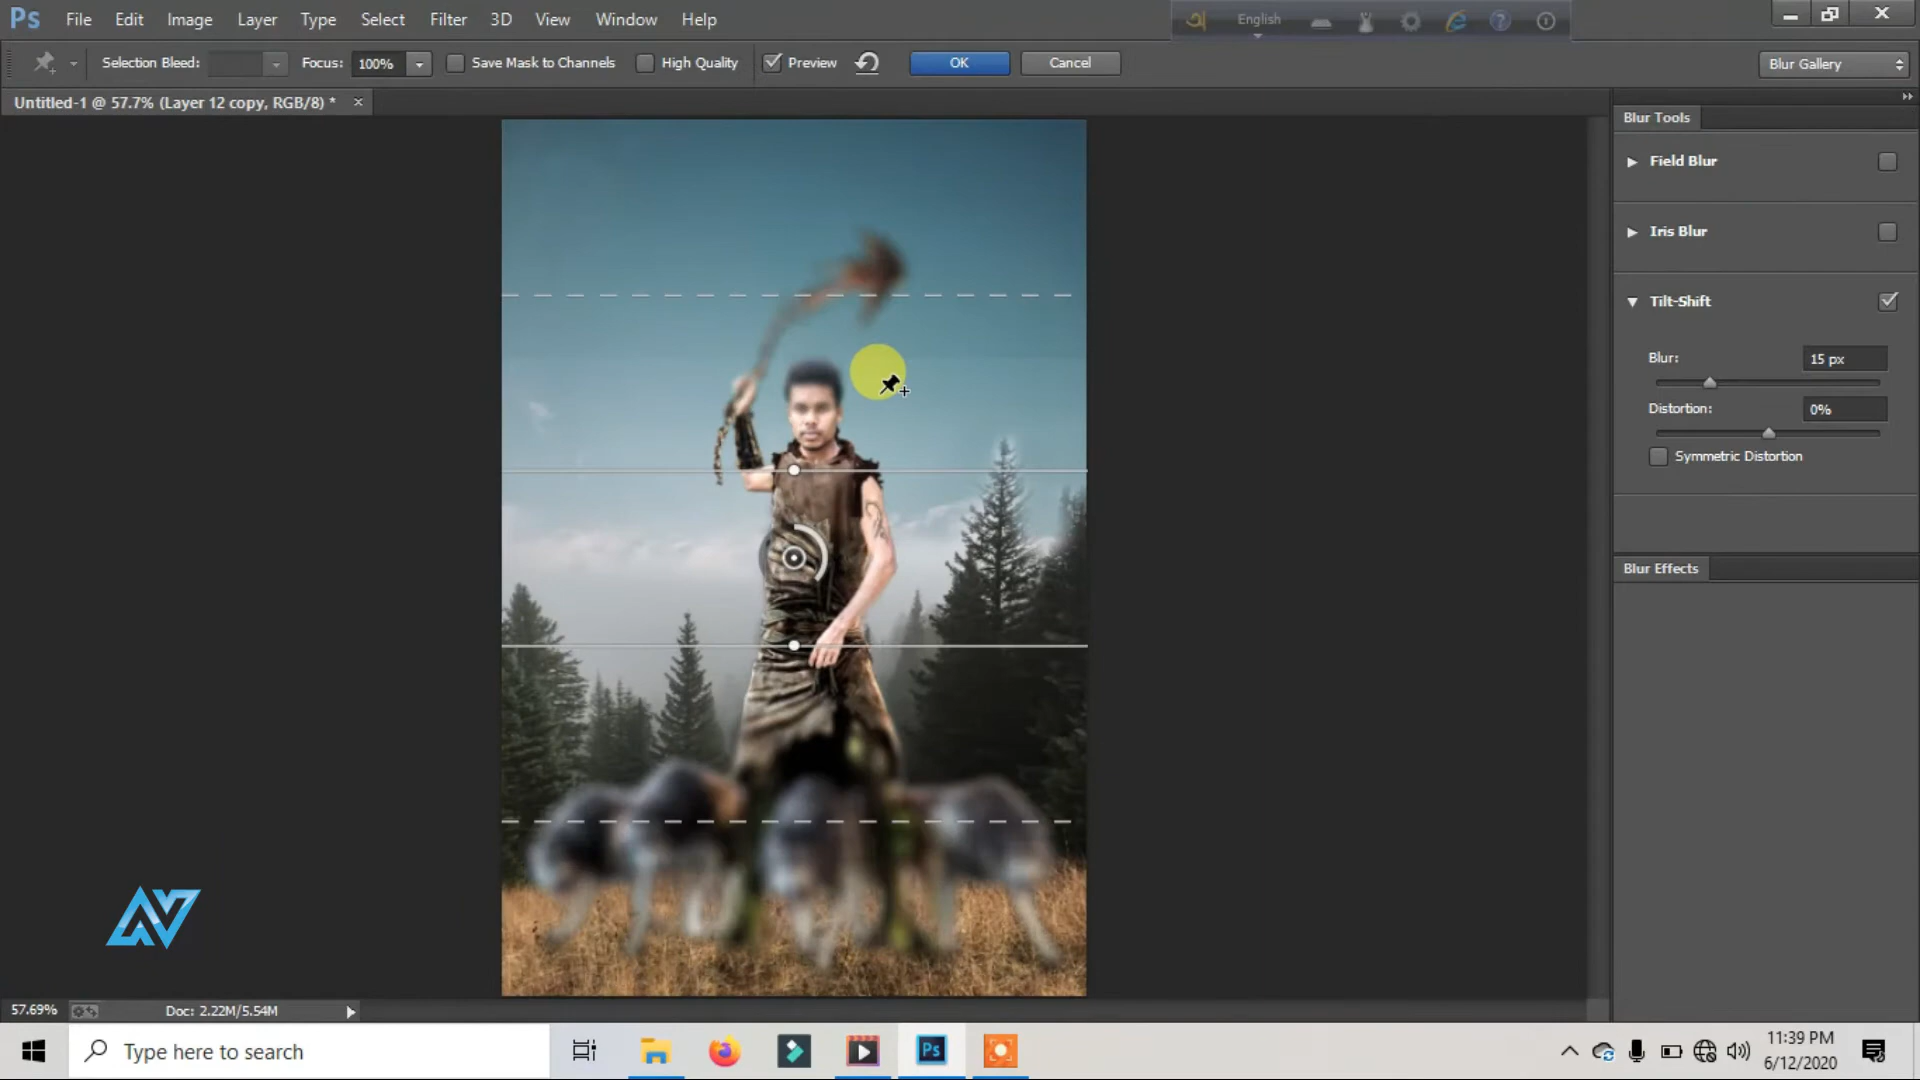 Ps File Edit Image Layer Type Select Filter 3D View Window Help
অ English
Selection Bleed: Focus: 100% Save Mask to Channels High Quality Preview OK Cancel Blur Gallery
Untitled-1 @ 57.7% (Layer 12 copy, RGB/8) *
Blur Tools
Field Blur
Iris Blur
Tilt-Shift
Blur: 15 px
Distortion: 0%
Symmetric Distortion
Blur Effects
57.69% Doc: 2.22M/5.54M
Type here to search
Ps
11:39 PM
6/12/2020